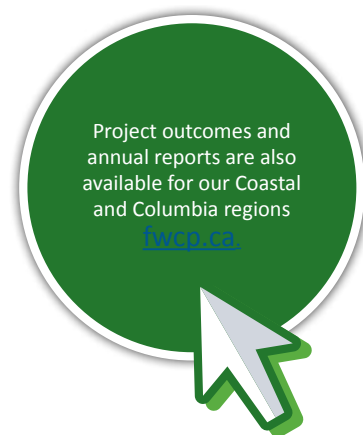 Project outcomes and
annual reports are also
available for our Coastal
and Columbia regions
fwcp.ca.